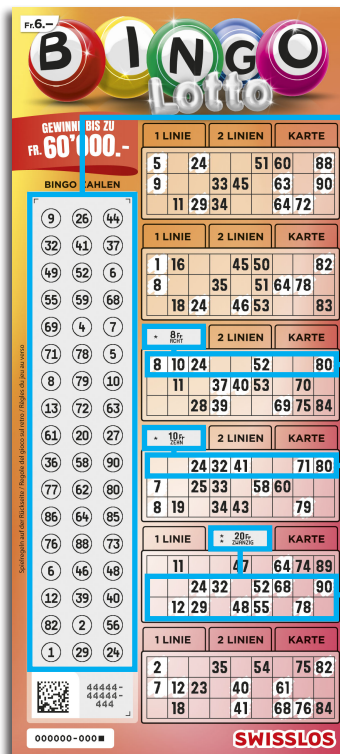 Fr.6.–
BINGO
Lotto
GEWINNE BIS ZU
FR. 60'000.-
BINGO ZAHLEN
9 26 44
32 41 37
49 52 6
55 59 68
69 4 7
71 78 5
8 79 10
13 72 63
61 20 27
36 58 90
77 62 80
86 64 85
76 88 73
6 46 48
12 39 40
82 2 56
1 29 24
44444-
44444-
444
000000-000■
Spielregeln auf der Rückseite / Regole del gioco sul retro / Règles du jeu au verso
1 LINIE 2 LINIEN KARTE
5 24 51 60 88
9 33 45 63 90
11 29 34 64 72
1 LINIE 2 LINIEN KARTE
1 16 45 50 82
8 35 51 64 78
18 24 46 53 83
* 8Fr ACHT 2 LINIEN KARTE
8 10 24 52 80
11 37 40 53 70
28 39 69 75 84
* 10Fr ZEHN 2 LINIEN KARTE
24 32 41 71 80
7 25 33 58 60
8 19 34 43 79
1 LINIE * 20Fr ZWANZIG KARTE
11 47 64 74 89
24 32 52 68 90
12 29 48 55 78
1 LINIE 2 LINIEN KARTE
2 35 54 75 82
7 12 23 40 61
18 41 68 76 84
SWISSLOS